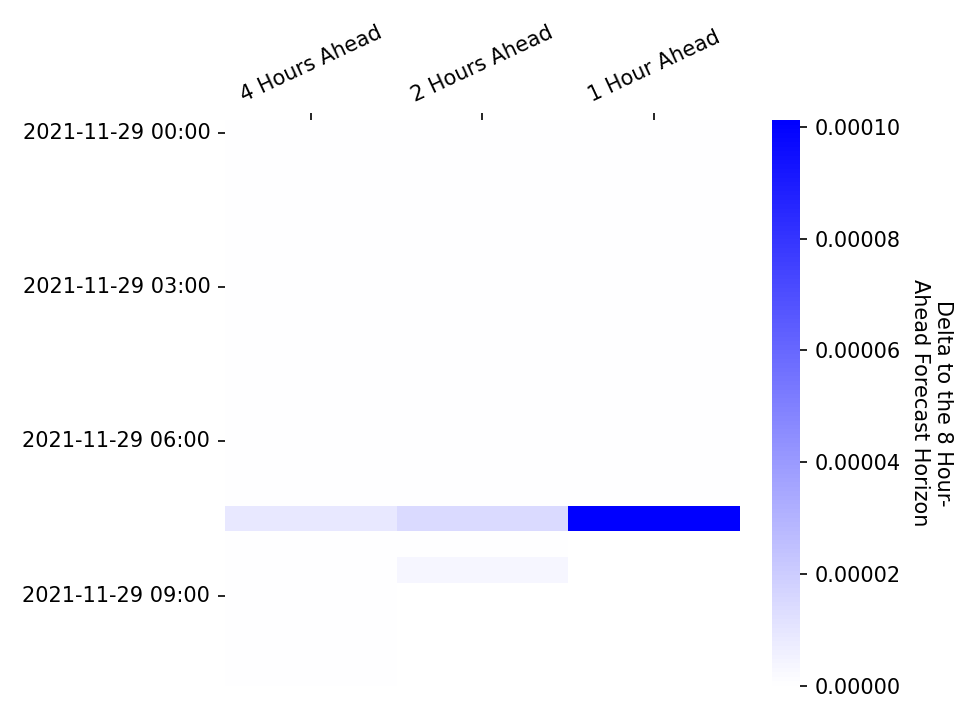 4 Hours Ahead
2 Hours Ahead
1 Hour Ahead
2021-11-29 00:00
2021-11-29 03:00
2021-11-29 06:00
2021-11-29 09:00
0.00010
0.00008
0.00006
0.00004
0.00002
0.00000
Delta to the 8 Hour-
Ahead Forecast Horizon